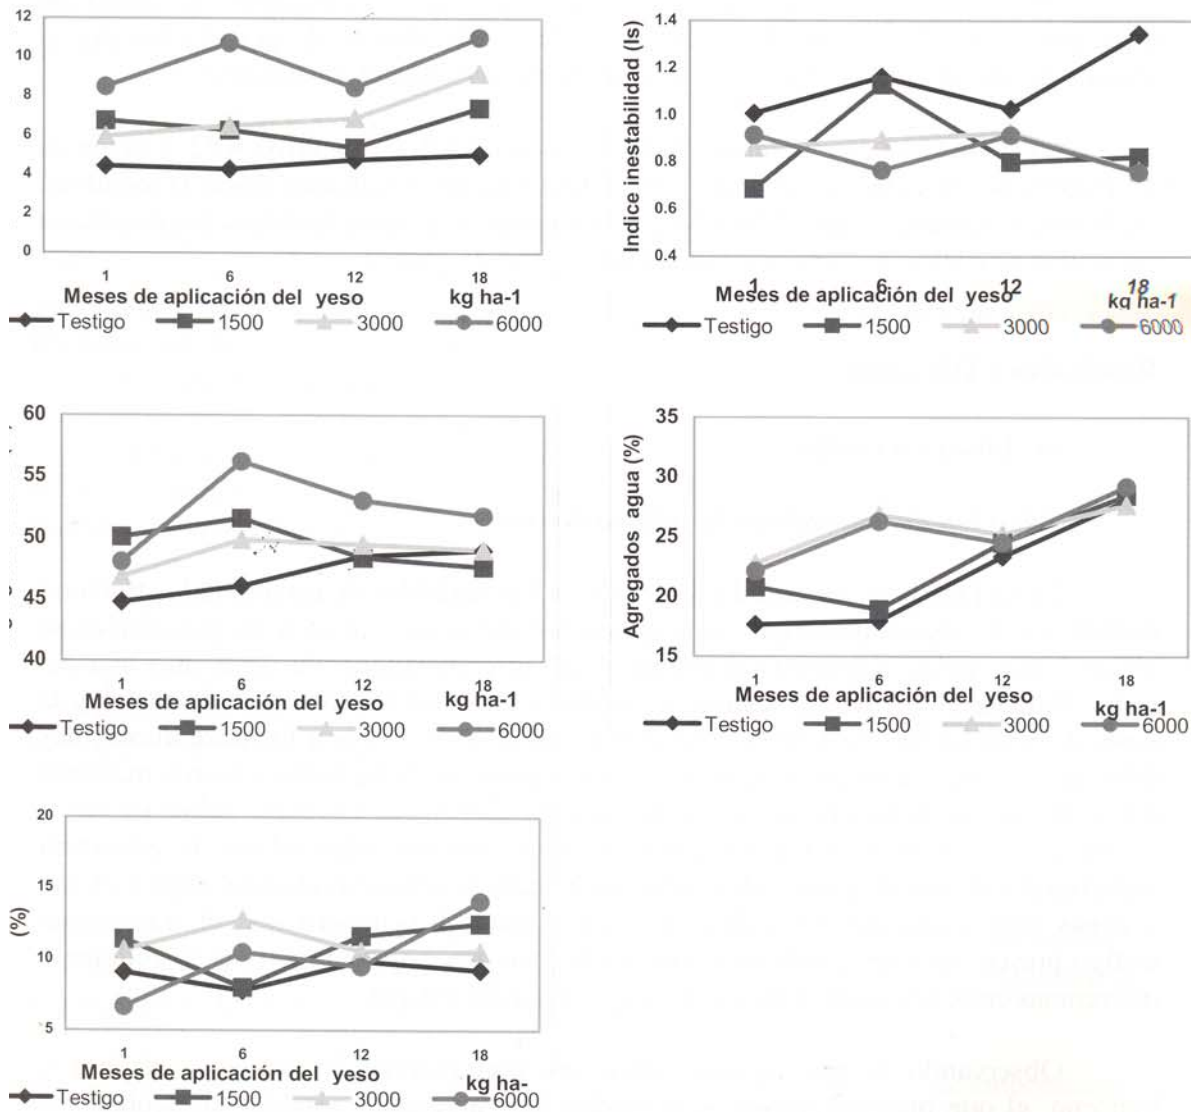 12
10
8
6
4
2
0
1 6 12 18
Meses de aplicación del yeso kg ha-1
Testigo 1500 3000 6000
Indice inestabilidad (Is)
1.4
1.2
1.0
0.8
0.6
0.4
1 6 12 18
Meses de aplicación del yeso kg ha-1
Testigo 1500 3000 6000
60
55
50
45
40
1 6 12 18
Meses de aplicación del yeso kg ha-1
Testigo 1500 3000 6000
Agregados agua (%)
35
30
25
20
15
1 6 12 18
Meses de aplicación del yeso kg ha-1
Testigo 1500 3000 6000
(%)
20
15
10
5
1 6 12 18
Meses de aplicación del yeso kg ha-
Testigo 1500 3000 6000
Observando